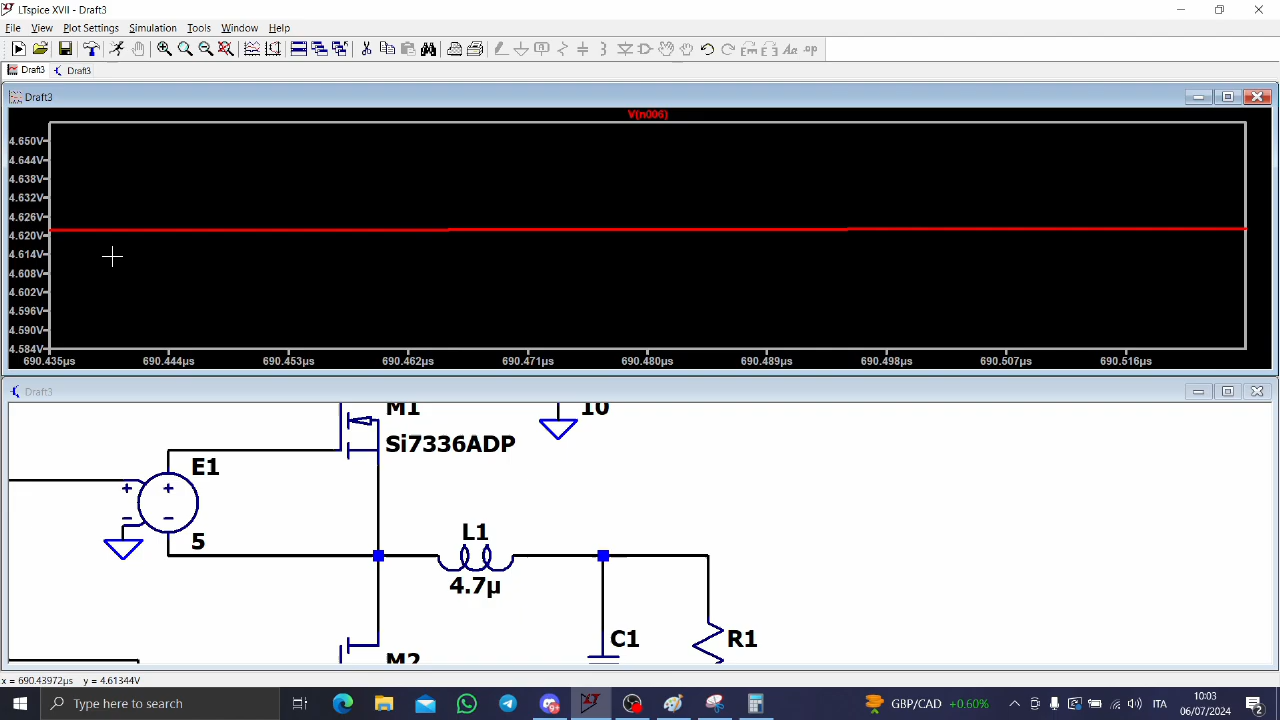 LTspice XVII - Draft3
File View Plot Settings Simulation Tools Window Help
Draft3 Draft3
Draft3
V(n006)
4.650V
4.644V
4.638V
4.632V
4.626V
4.620V
4.614V
4.608V
4.602V
4.596V
4.590V
4.584V
690.435µs 690.444µs 690.453µs 690.462µs 690.471µs 690.480µs 690.489µs 690.498µs 690.507µs 690.516µs
Draft3
M1 10
Si7336ADP
E1
5
L1
4.7µ
C1 R1
M2
x = 690.43972µs y = 4.61344V
Type here to search
GBP/CAD +0.60%
ITA
10:03
06/07/2024
2